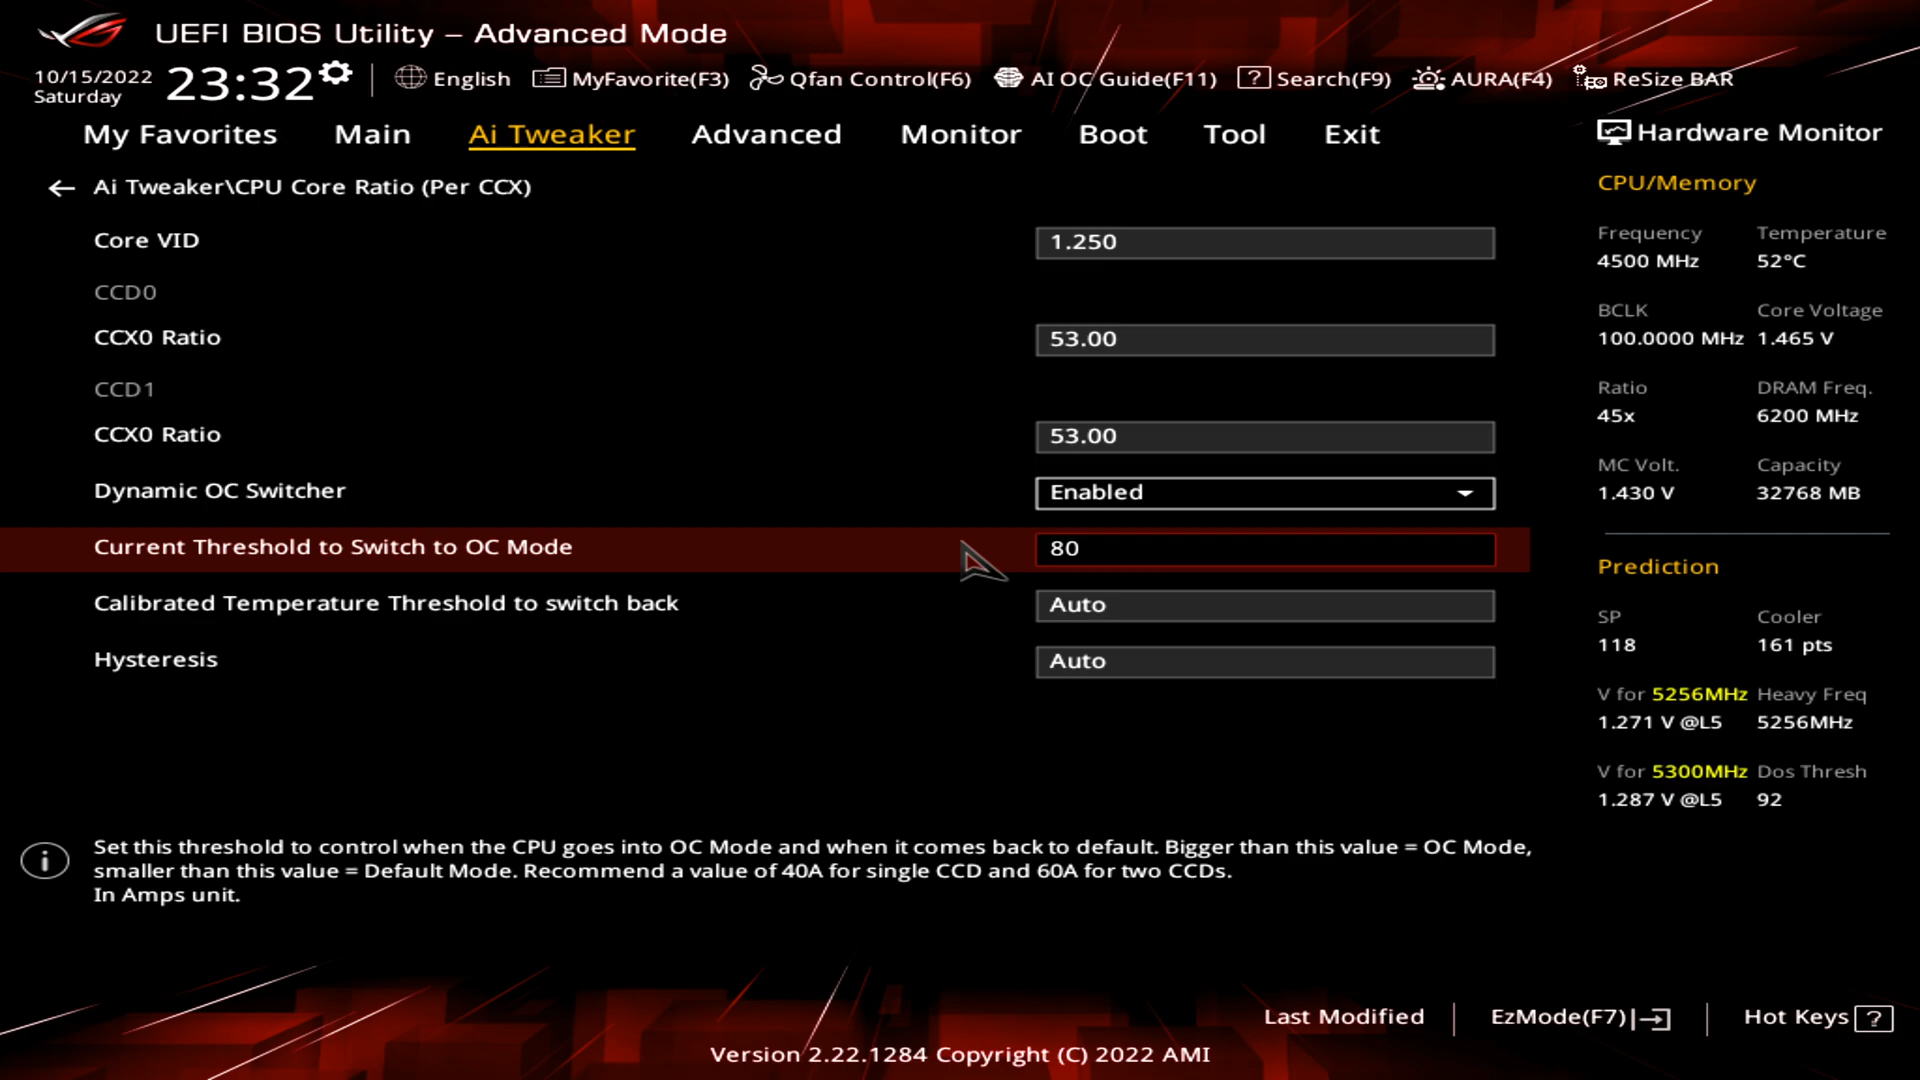 UEFI BIOS Utility – Advanced Mode
10/15/2022
Saturday
23:32
English
MyFavorite(F3)
Qfan Control(F6)
AI OC Guide(F11)
? Search(F9)
AURA(F4)
ReSize BAR
My Favorites Main Ai Tweaker Advanced Monitor Boot Tool Exit
Hardware Monitor
Ai Tweaker\CPU Core Ratio (Per CCX)
Core VID 1.250
CCD0
CCX0 Ratio 53.00
CCD1
CCX0 Ratio 53.00
Dynamic OC Switcher Enabled
Current Threshold to Switch to OC Mode 80
Calibrated Temperature Threshold to switch back Auto
Hysteresis Auto
CPU/Memory
Frequency Temperature
4500 MHz 52°C
BCLK Core Voltage
100.0000 MHz 1.465 V
Ratio DRAM Freq.
45x 6200 MHz
MC Volt. Capacity
1.430 V 32768 MB
Prediction
SP Cooler
118 161 pts
V for 5256MHz Heavy Freq
1.271 V @L5 5256MHz
V for 5300MHz Dos Thresh
1.287 V @L5 92
i
Set this threshold to control when the CPU goes into OC Mode and when it comes back to default. Bigger than this value = OC Mode,
smaller than this value = Default Mode. Recommend a value of 40A for single CCD and 60A for two CCDs.
In Amps unit.
Last Modified
EzMode(F7)
Hot Keys ?
Version 2.22.1284 Copyright (C) 2022 AMI